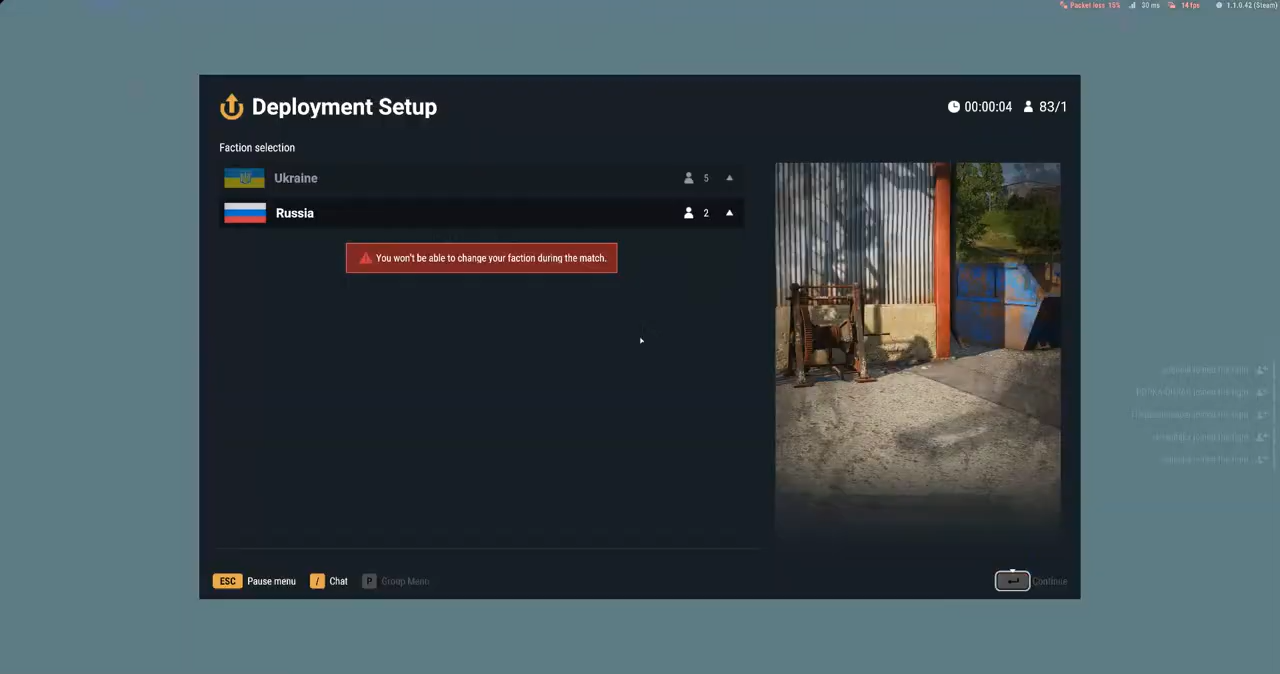 Packet loss 15% 30 ms 141fps 1.1.0.42 (Steam)
Deployment Setup
00:00:04 83/1
Faction selection
Ukraine 5
Russia 2
You won't be able to change your faction during the match.
ESC Pause menu / Chat P Group Menu
Continue